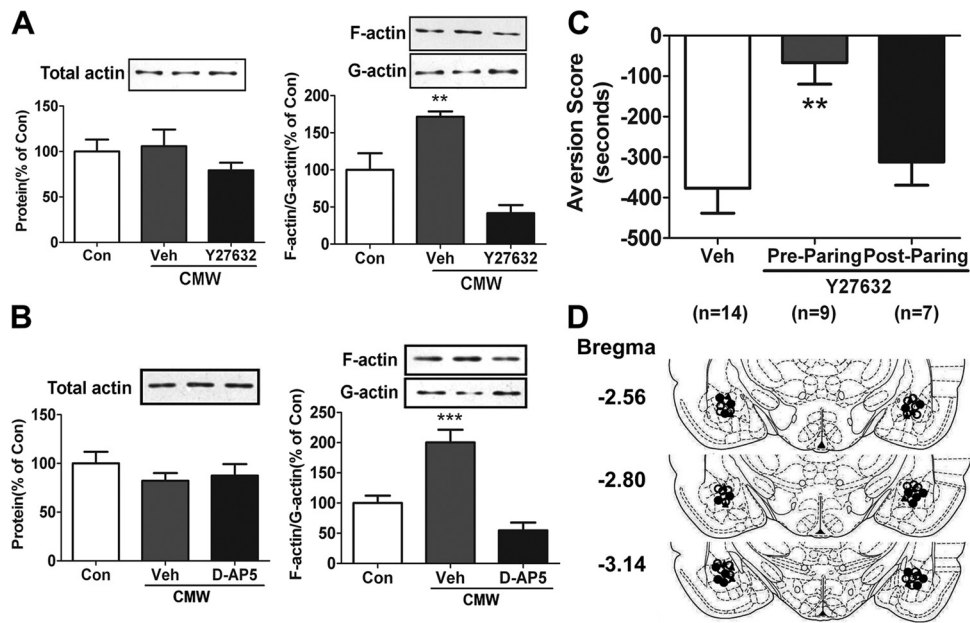 A
Total actin
Protein(% of Con)
150
100
50
0
Con
Veh
Y27632
CMW
F-actin
G-actin
F-actin/G-actin(% of Con)
200
150
100
50
0
**
Con
Veh
Y27632
CMW
B
Total actin
Protein(% of Con)
150
100
50
0
Con
Veh
D-AP5
CMW
F-actin
G-actin
F-actin/G-actin(% of Con)
250
200
150
100
50
0
***
Con
Veh
D-AP5
CMW
C
Aversion Score
(seconds)
0
-100
-200
-300
-400
-500
**
Veh
Pre-Paring
Post-Paring
Y27632
(n=14)
(n=9)
(n=7)
D
Bregma
-2.56
-2.80
-3.14